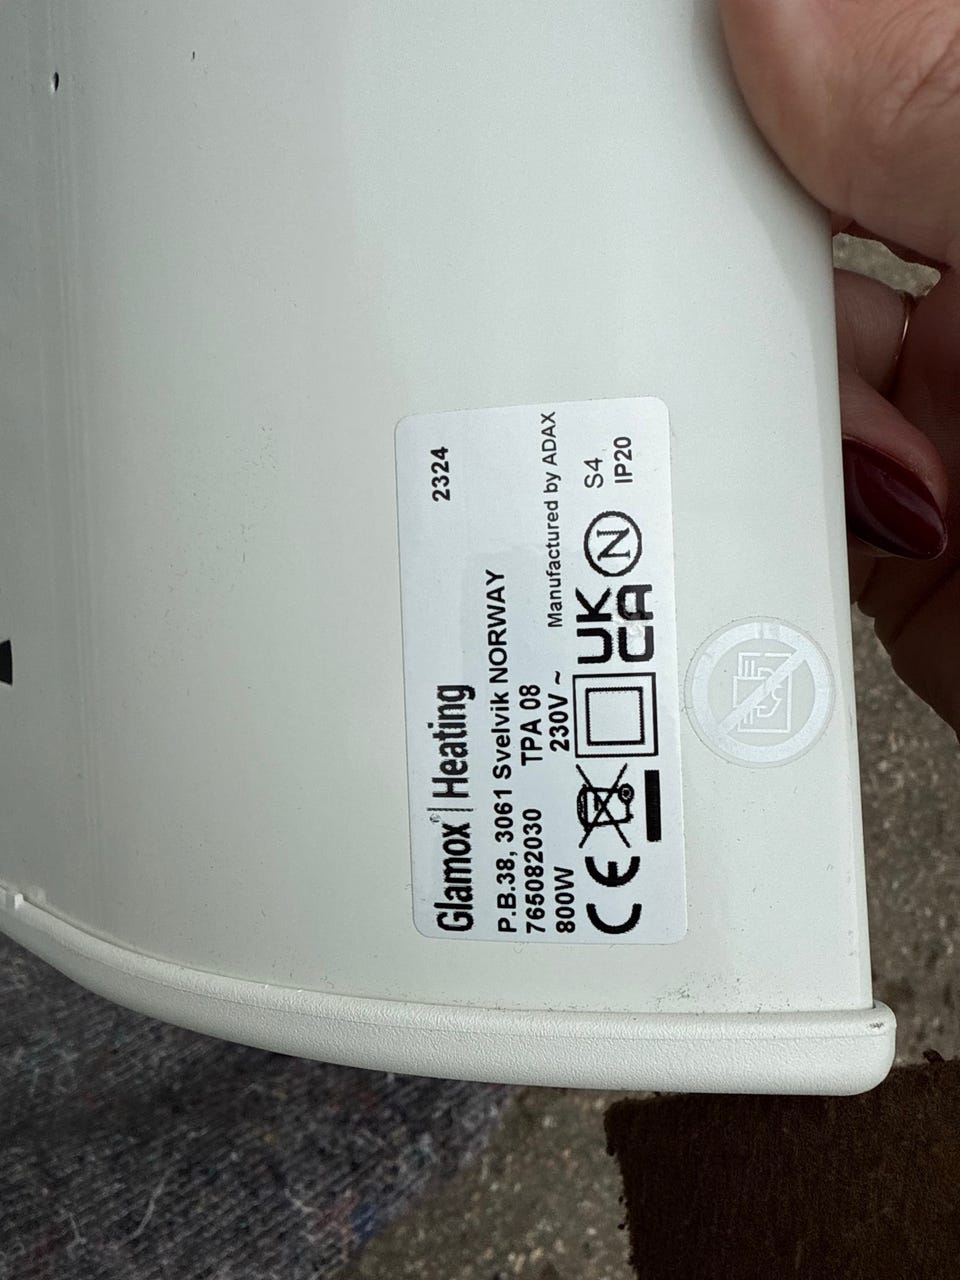 Glamox® | Heating 2324
P.B.38, 3061 Svelvik NORWAY
765082030 TPA 08
800W 230V ~ Manufactured by ADAX
CE UK CA N S4
IP20